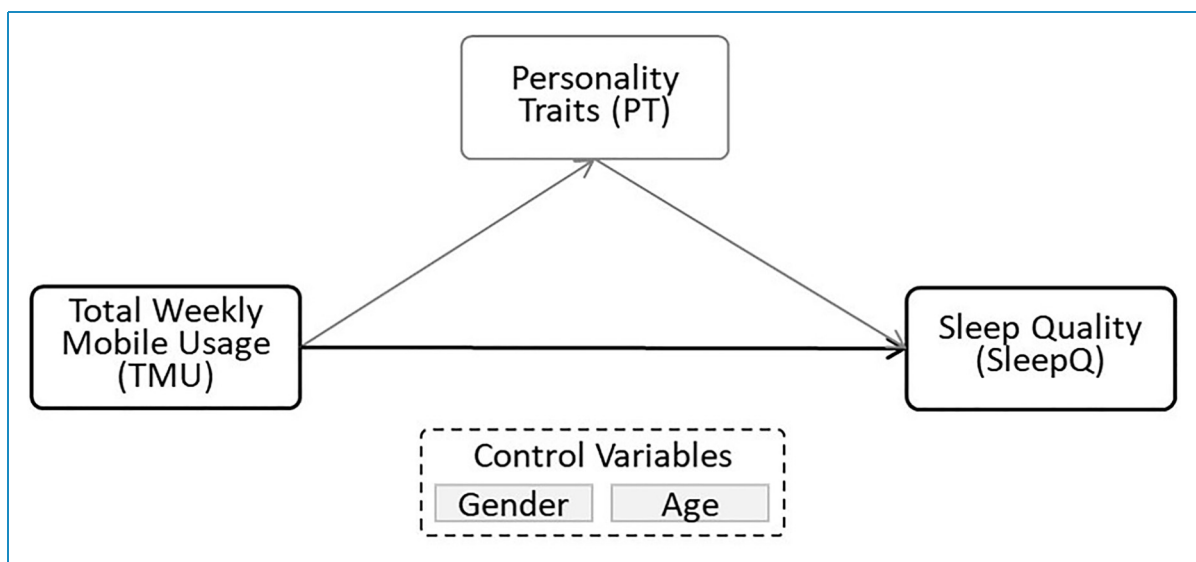 Personality
Traits (PT)
Total Weekly
Mobile Usage
(TMU)
Sleep Quality
(SleepQ)
Control Variables
Gender
Age